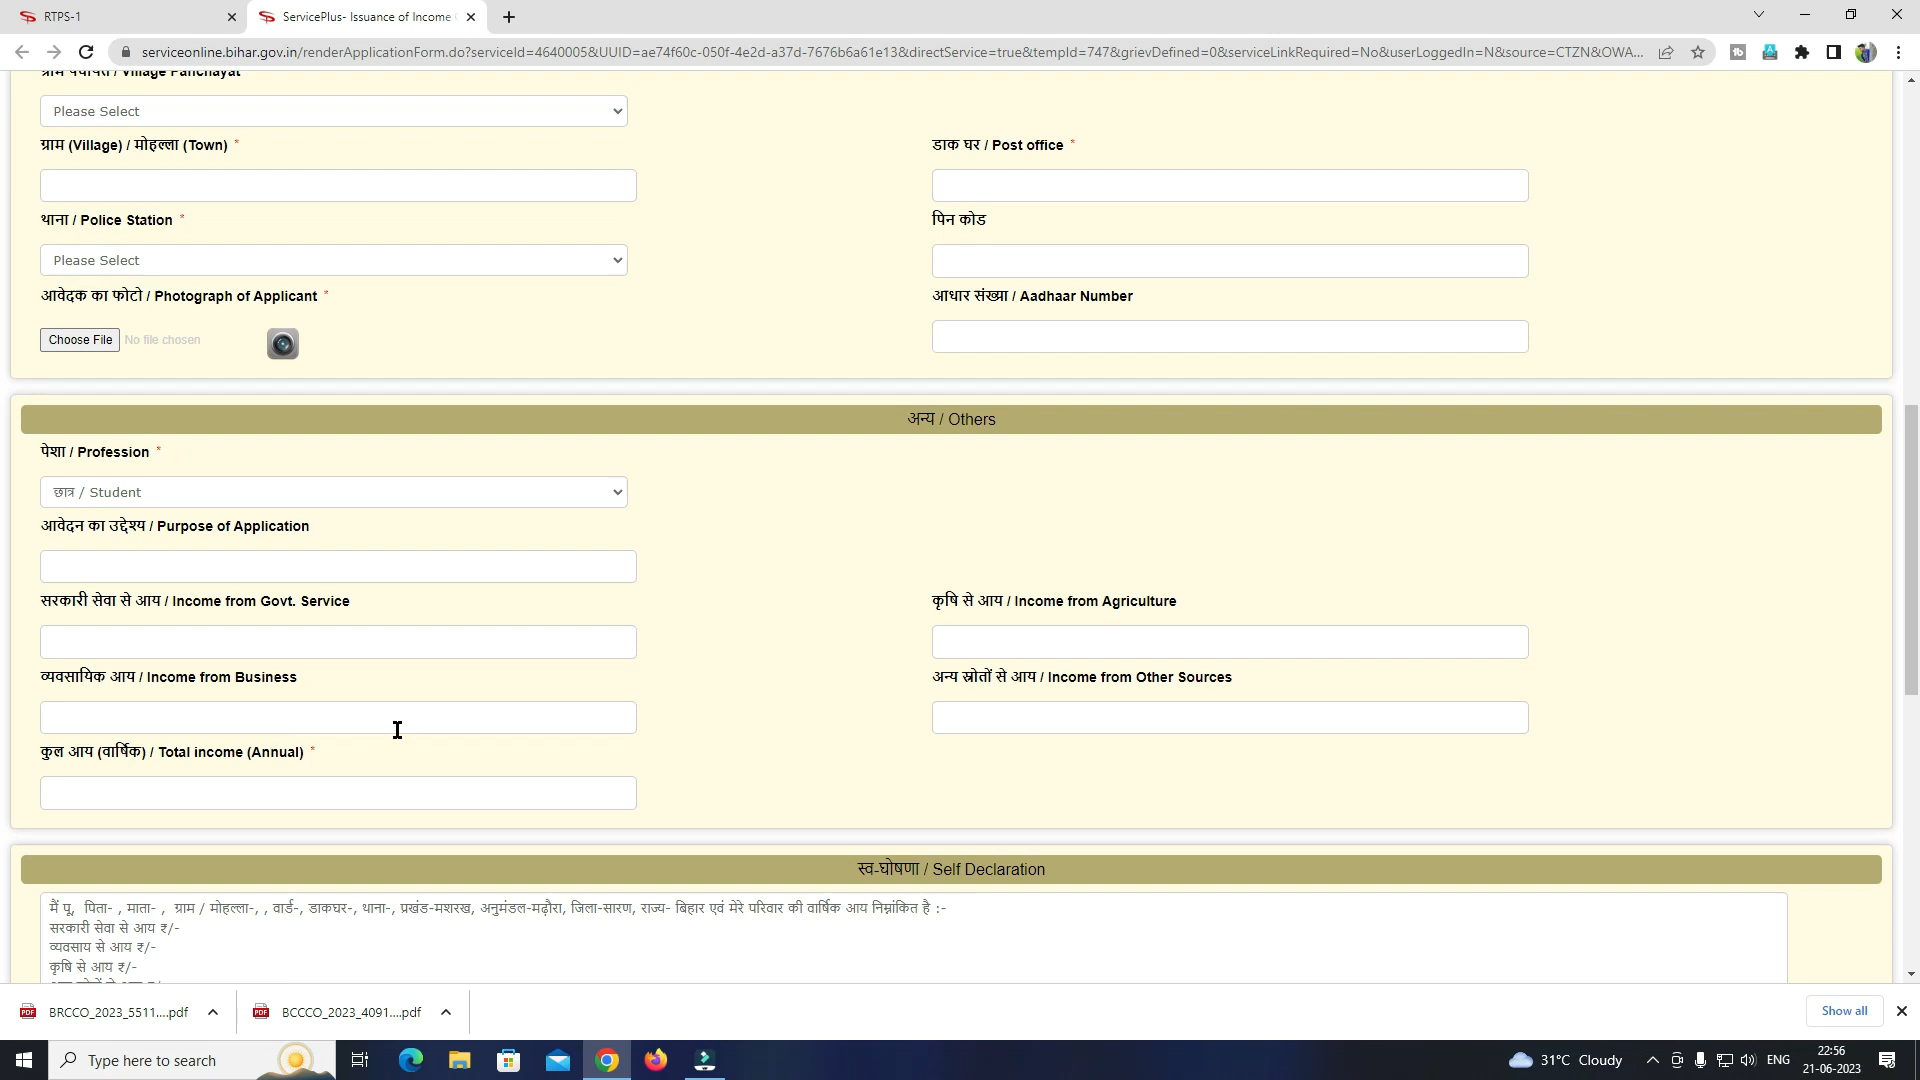 RTPS-1
ServicePlus- Issuance of Income
serviceonline.bihar.gov.in/renderApplicationForm.do?serviceId=4640005&UUID=ae74f60c-050f-4e2d-a37d-7676b6a61e13&directService=true&tempId=747&grievDefined=0&serviceLinkRequired=No&userLoggedIn=N&source=CTZN&OWA...
ग्राम पंचायत / Village Panchayat
Please Select
ग्राम (Village) / मोहल्ला (Town) *
डाक घर / Post office *
थाना / Police Station *
पिन कोड
Please Select
आवेदक का फोटो / Photograph of Applicant *
आधार संख्या / Aadhaar Number
Choose File No file chosen
अन्य / Others
पेशा / Profession *
छात्र / Student
आवेदन का उद्देश्य / Purpose of Application
सरकारी सेवा से आय / Income from Govt. Service
कृषि से आय / Income from Agriculture
व्यवसायिक आय / Income from Business
अन्य स्रोतों से आय / Income from Other Sources
कुल आय (वार्षिक) / Total income (Annual) *
स्व-घोषणा / Self Declaration
मैं पू, पिता- , माता- , ग्राम / मोहल्ला-, , वार्ड-, डाकघर-, थाना-, प्रखंड-मशरख, अनुमंडल-मढ़ौरा, जिला-सारण, राज्य- बिहार एवं मेरे परिवार की वार्षिक आय निम्नांकित है :-
सरकारी सेवा से आय ₹/-
व्यवसाय से आय ₹/-
कृषि से आय ₹/-
BRCCO_2023_5511....pdf
BCCCO_2023_4091....pdf
Show all
Type here to search
31°C Cloudy
ENG
22:56
21-06-2023